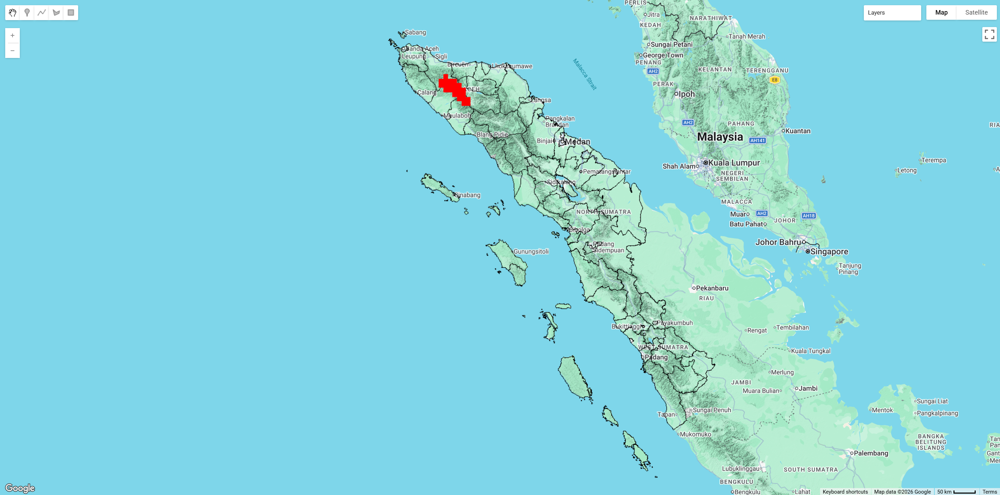 PERLIS
Jitra
Layers
Map
Satellite
NARATHIWAT
KEDAH
Sabang
Tanah Merah
Sungai Petani
Banda Aceh
Leupung
Sigli
George Town
PENANG
Bireuën
Lhokseumawe
Malacca Strait
AH2
KELANTAN
TERENGGANU
E8
PERAK
Calang
ACEH
Ipoh
Langsa
Meulaboh
Pangkalan
Brandan
AH2
PAHANG
RIA
Kuantan
Blang Pidie
Binjai
Medan
Malaysia
AH141
Terempa
Shah Alam
Kuala Lumpur
Letong
A
Pematangsiantar
NEGERI
SEMBILAN
Sidikalang
Sinabang
MALACCA
NORTH SUMATRA
Muar
AH2
AH18
Batu Pahat
JOHOR
Sibolga
Johor Bahru
Padang
Sidempuan
Gunungsitoli
Singapore
Tanjung
Pinang
Pekanbaru
RIAU
Payakumbuh
Bukittinggi
Rengat
Tembilahan
WEST SUMATRA
Padang
Kuala Tungkal
Merlung
JAMBI
Muara Bulian
Jambi
Sungai Liat
Sungai Penuh
Mentok
Tapan
Pangkalpinang
Mukomuko
BANGKA
BELITUNG
ISLANDS
Tan
Pan
Gant
Palembang
Lubuklinggau
SOUTH SUMATRA
BENGKULU
Google
Bengkulu
Lahat
Keyboard shortcuts
Map data ©2026 Google
50 km
Terms